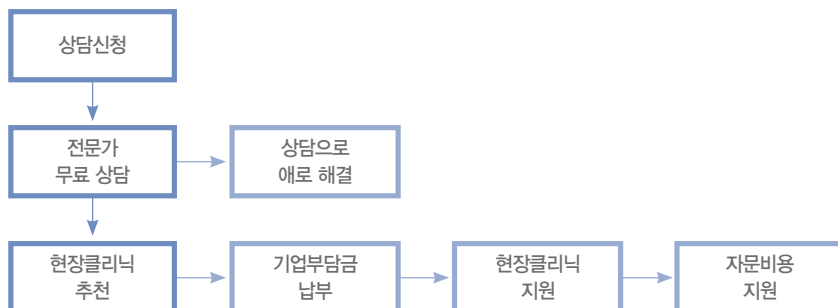 상담신청
전문가
무료 상담
상담으로
애로 해결
현장클리닉
추천
기업부담금
납부
현장클리닉
지원
자문비용
지원